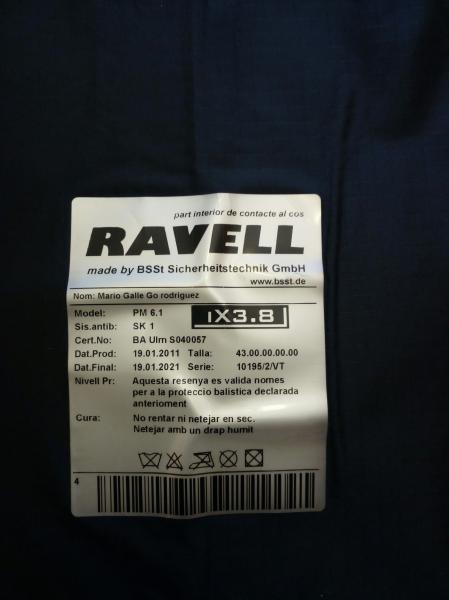 part interior de contacte al cos
RAVELL
made by BSSt Sicherheitstechnik GmbH
www.bsst.de
Nom: Mario Galle Go rodriguez
Model: PM 6.1 iX3.8
Sis.antib: SK 1
Cert.No: BA Ulm S040057
Dat.Prod: 19.01.2011 Talla: 43.00.00.00.00
Dat.Final: 19.01.2021 Serie: 10195/2/VT
Nivell Pr: Aquesta resenya es valida nomes
per a la proteccio balistica declarada
anterioment
Cura: No rentar ni netejar en sec.
Netejar amb un drap humit
4